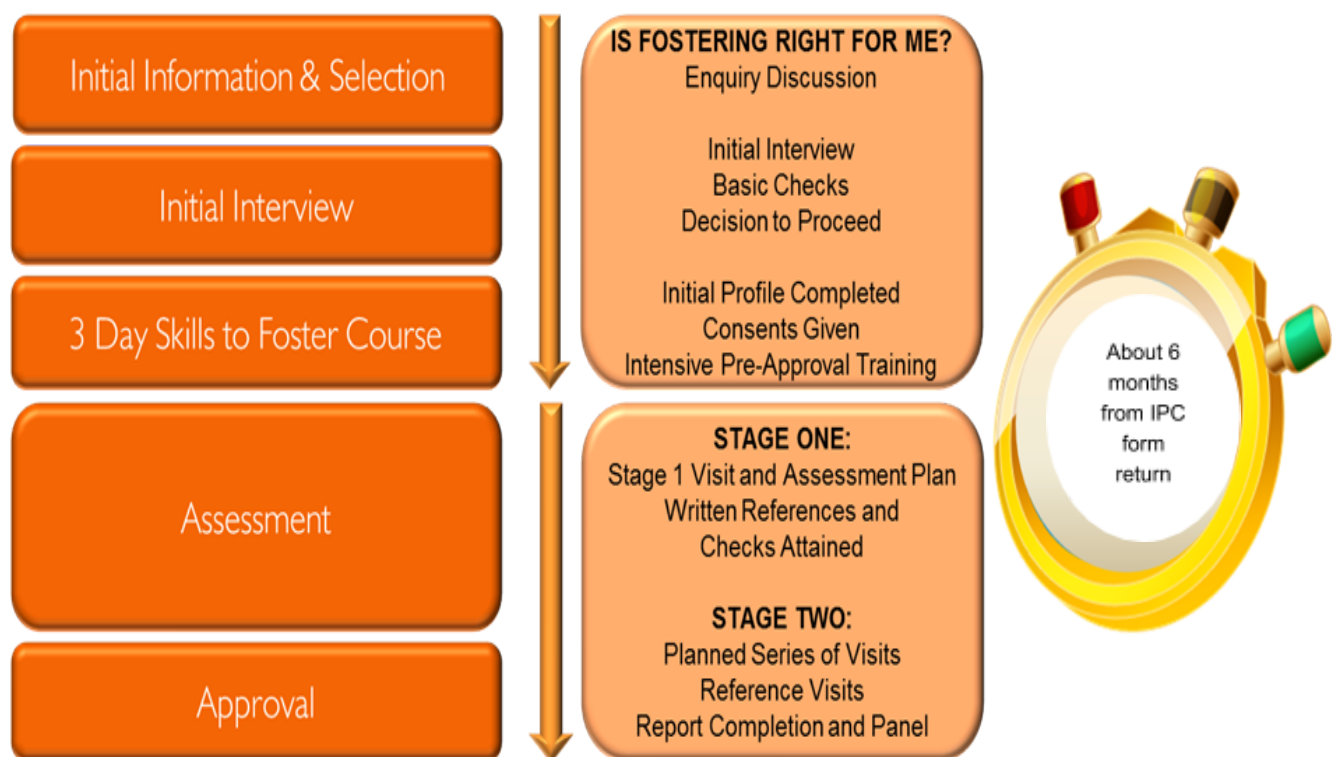 Initial Information & Selection
Initial Interview
3 Day Skills to Foster Course
Assessment
Approval
IS FOSTERING RIGHT FOR ME?
Enquiry Discussion
Initial Interview
Basic Checks
Decision to Proceed
Initial Profile Completed
Consents Given
Intensive Pre-Approval Training
STAGE ONE:
Stage 1 Visit and Assessment Plan
Written References and
Checks Attained
STAGE TWO:
Planned Series of Visits
Reference Visits
Report Completion and Panel
About 6
months
from IPC
form
return